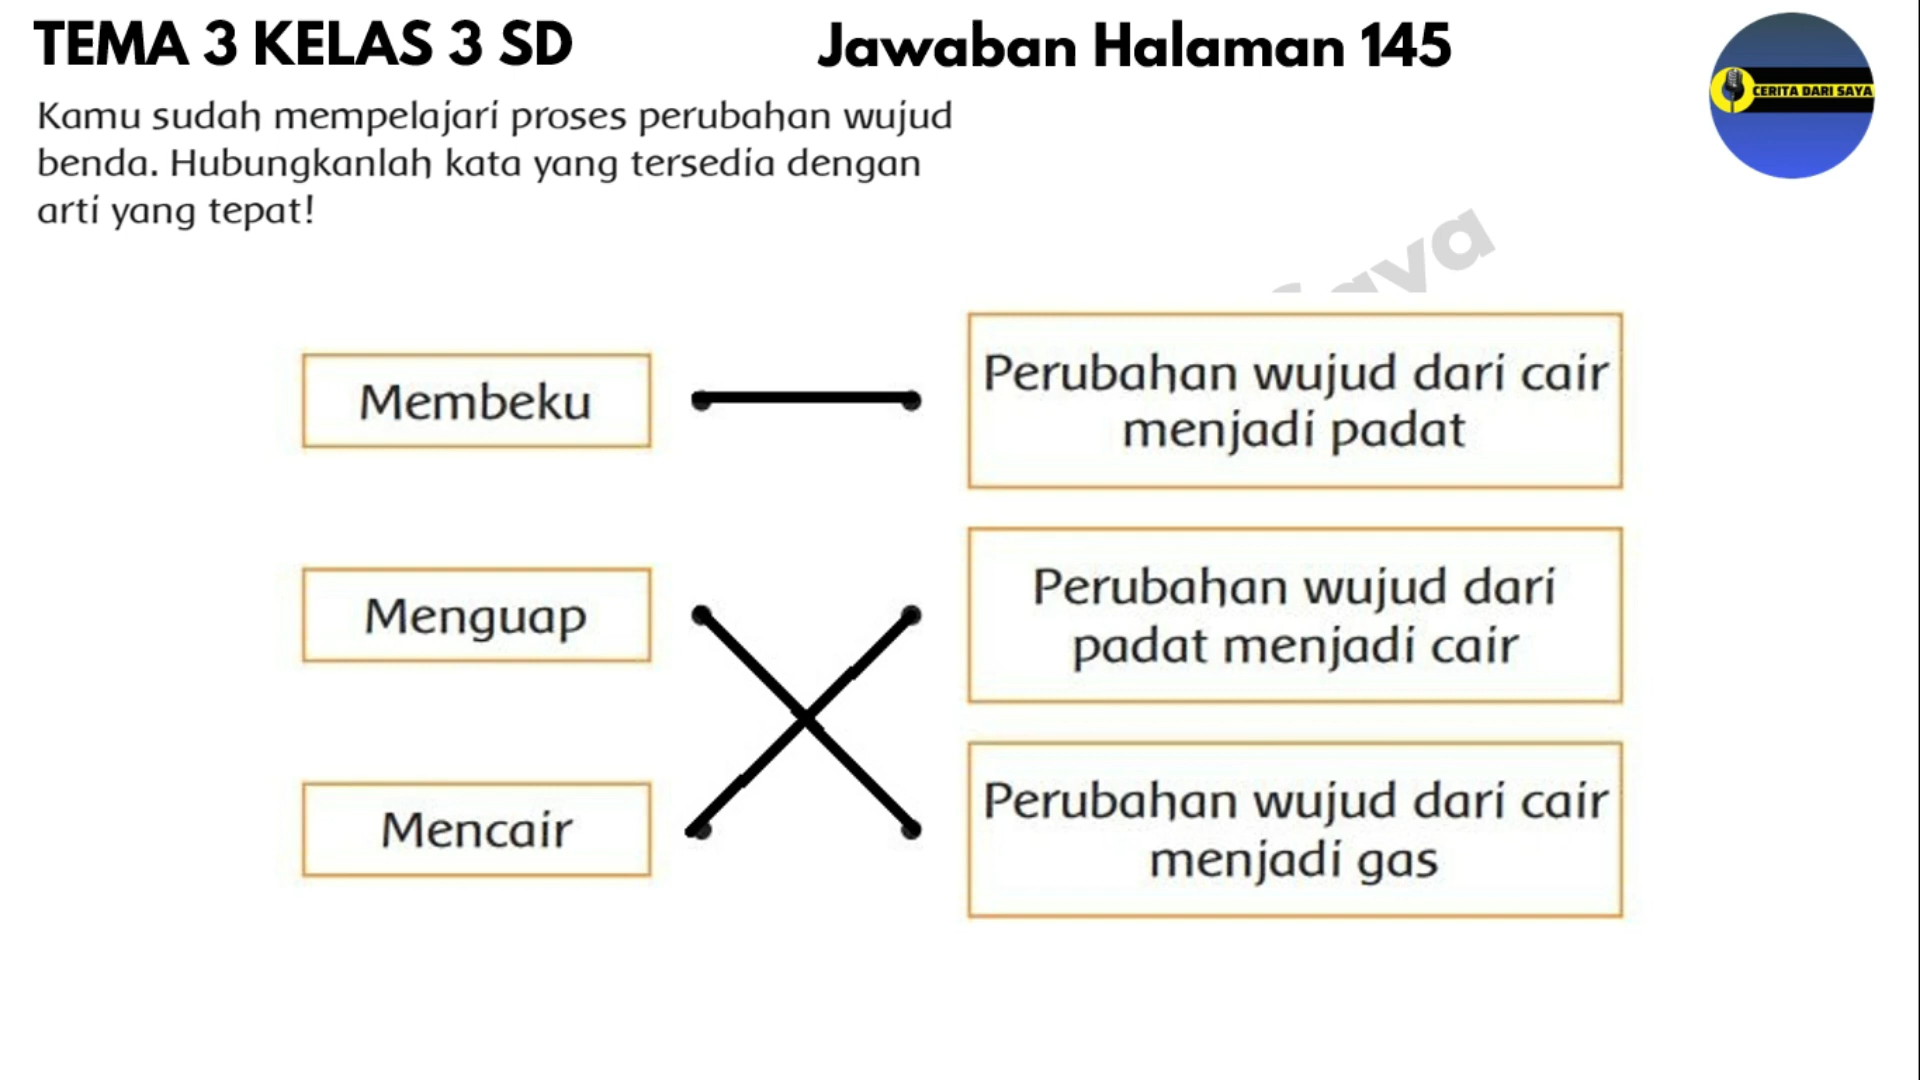 TEMA 3 KELAS 3 SD
Jawaban Halaman 145
CERITA DARI SAYA
Kamu sudah mempelajari proses perubahan wujud
benda. Hubungkanlah kata yang tersedia dengan
arti yang tepat!
Membeku
Perubahan wujud dari cair
menjadi padat
Menguap
Perubahan wujud dari
padat menjadi cair
Mencair
Perubahan wujud dari cair
menjadi gas